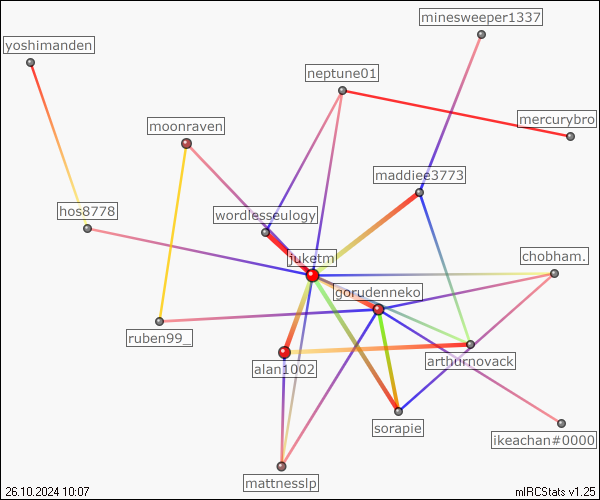 minesweeper1337
yoshimanden
neptune01
mercurybro
moonraven
maddiee3773
hos8778
wordlesseulogy
juketm
chobham.
gorudenneko
ruben99_
arthornovack
alan1002
sorapie
ikeachan#0000
mattnesslp
26.10.2024 10:07
mIRCStats v1.25